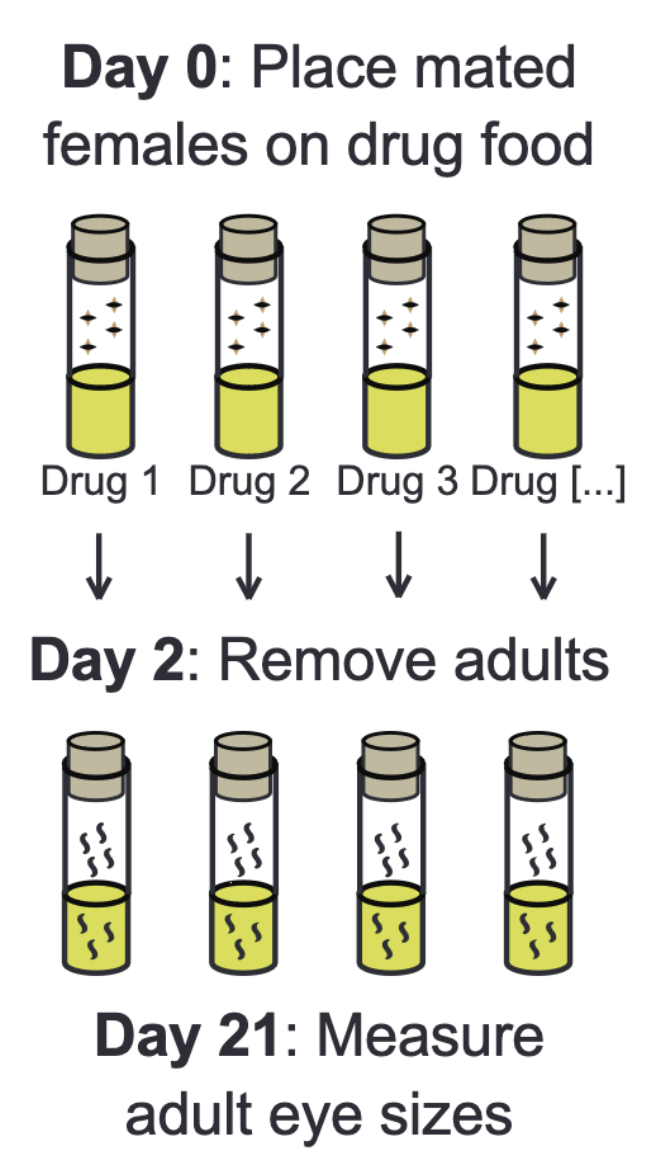 Day 0: Place mated
females on drug food
Drug 1 Drug 2 Drug 3 Drug [...]
Day 2: Remove adults
Day 21: Measure
adult eye sizes